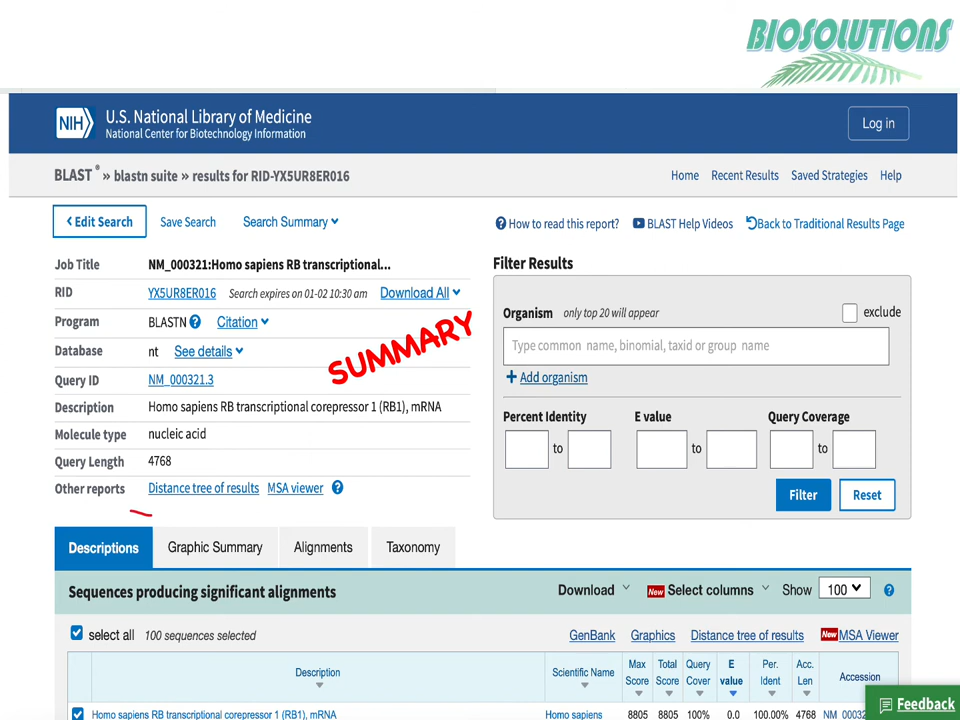 BIOSOLUTIONS
NIH U.S. National Library of Medicine
National Center for Biotechnology Information
Log in
BLAST ® » blastn suite » results for RID-YX5UR8ER016
Home Recent Results Saved Strategies Help
‹ Edit Search Save Search Search Summary
How to read this report? BLAST Help Videos Back to Traditional Results Page
Job Title NM_000321:Homo sapiens RB transcriptional...
RID YX5UR8ER016 Search expires on 01-02 10:30 am Download All
Program BLASTN ? Citation
Database nt See details
Query ID NM_000321.3
Description Homo sapiens RB transcriptional corepressor 1 (RB1), mRNA
Molecule type nucleic acid
Query Length 4768
Other reports Distance tree of results MSA viewer ?
SUMMARY
Filter Results
Organism only top 20 will appear exclude
Type common name, binomial, taxid or group name
+ Add organism
Percent Identity E value Query Coverage
to to to
Filter Reset
Descriptions Graphic Summary Alignments Taxonomy
Sequences producing significant alignments Download New Select columns Show 100 ?
select all 100 sequences selected GenBank Graphics Distance tree of results New MSA Viewer
Description Scientific Name Max Score Total Score Query Cover E value Per. Ident Acc. Len Accession
Homo sapiens RB transcriptional corepressor 1 (RB1), mRNA Homo sapiens 8805 8805 100% 0.0 100.00% 4768
Feedback